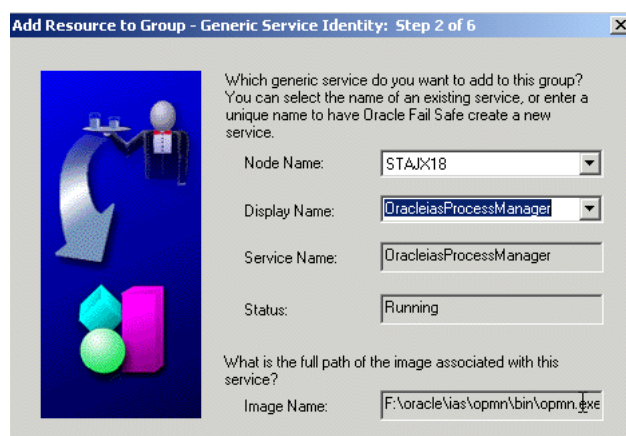 Add Resource to Group - Generic Service Identity: Step 2 of 6
Which generic service do you want to add to this group?
You can select the name of an existing service, or enter a
unique name to have Oracle Fail Safe create a new
service.
Node Name: STAJX18
Display Name: OracleiasProcessManager
Service Name: OracleiasProcessManager
Status: Running
What is the full path of the image associated with this
service?
Image Name: F:\oracle\ias\opmn\bin\opmn.exe